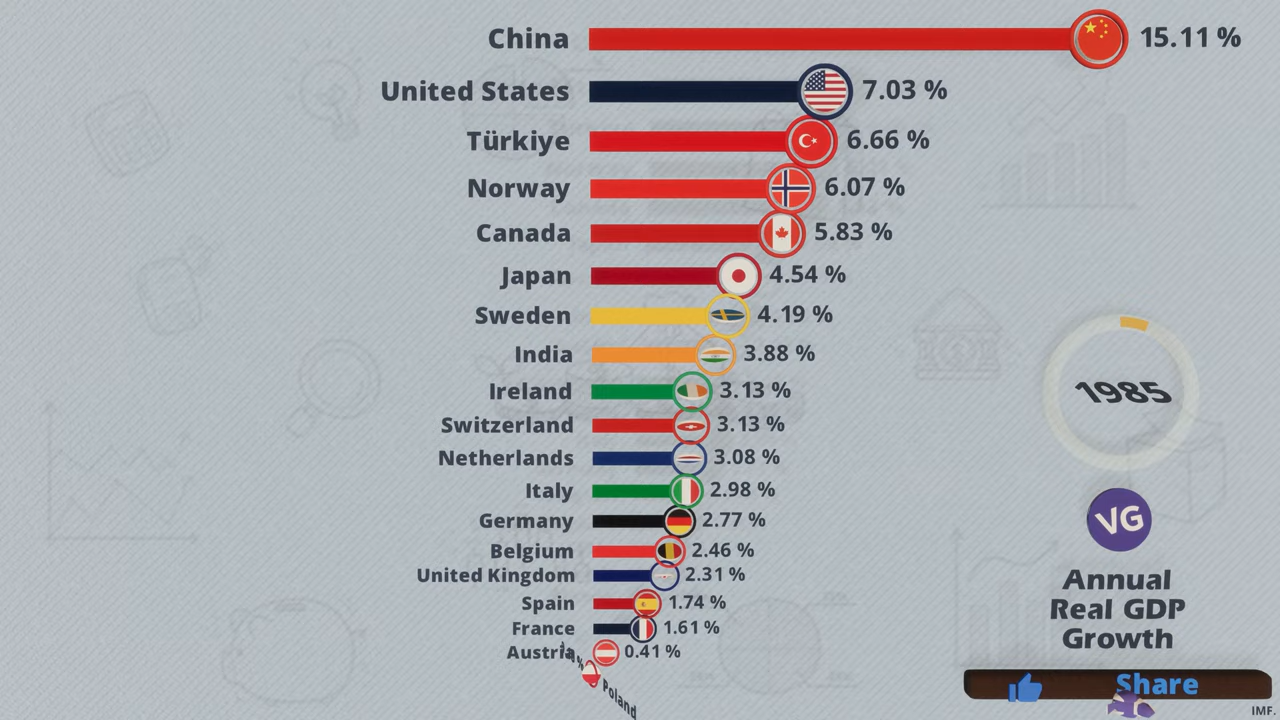 China 15.11 %
United States 7.03 %
Türkiye 6.66 %
Norway 6.07 %
Canada 5.83 %
Japan 4.54 %
Sweden 4.19 %
India 3.88 %
Ireland 3.13 %
Switzerland 3.13 %
Netherlands 3.08 %
Italy 2.98 %
Germany 2.77 %
Belgium 2.46 %
United Kingdom 2.31 %
Spain 1.74 %
France 1.61 %
Austria 0.41 %
Poland
1985
VG
Annual
Real GDP
Growth
Share
IMF.